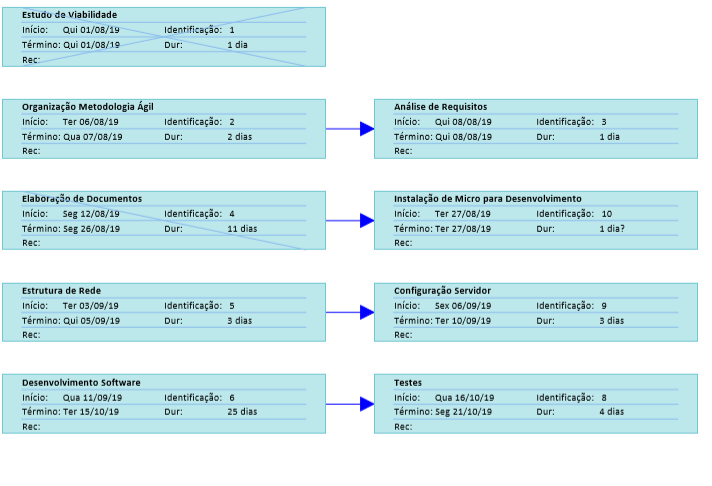 Estudo de Viabilidade
Início: Qui 01/08/19 Identificação: 1
Término: Qui 01/08/19 Dur: 1 dia
Rec:
Organização Metodologia Ágil
Início: Ter 06/08/19 Identificação: 2
Término: Qua 07/08/19 Dur: 2 dias
Rec:
Análise de Requisitos
Início: Qui 08/08/19 Identificação: 3
Término: Qui 08/08/19 Dur: 1 dia
Rec:
Elaboração de Documentos
Início: Seg 12/08/19 Identificação: 4
Término: Seg 26/08/19 Dur: 11 dias
Rec:
Instalação de Micro para Desenvolvimento
Início: Ter 27/08/19 Identificação: 10
Término: Ter 27/08/19 Dur: 1 dia?
Rec:
Estrutura de Rede
Início: Ter 03/09/19 Identificação: 5
Término: Qui 05/09/19 Dur: 3 dias
Rec:
Configuração Servidor
Início: Sex 06/09/19 Identificação: 9
Término: Ter 10/09/19 Dur: 3 dias
Rec:
Desenvolvimento Software
Início: Qua 11/09/19 Identificação: 6
Término: Ter 15/10/19 Dur: 25 dias
Rec:
Testes
Início: Qua 16/10/19 Identificação: 8
Término: Seg 21/10/19 Dur: 4 dias
Rec: